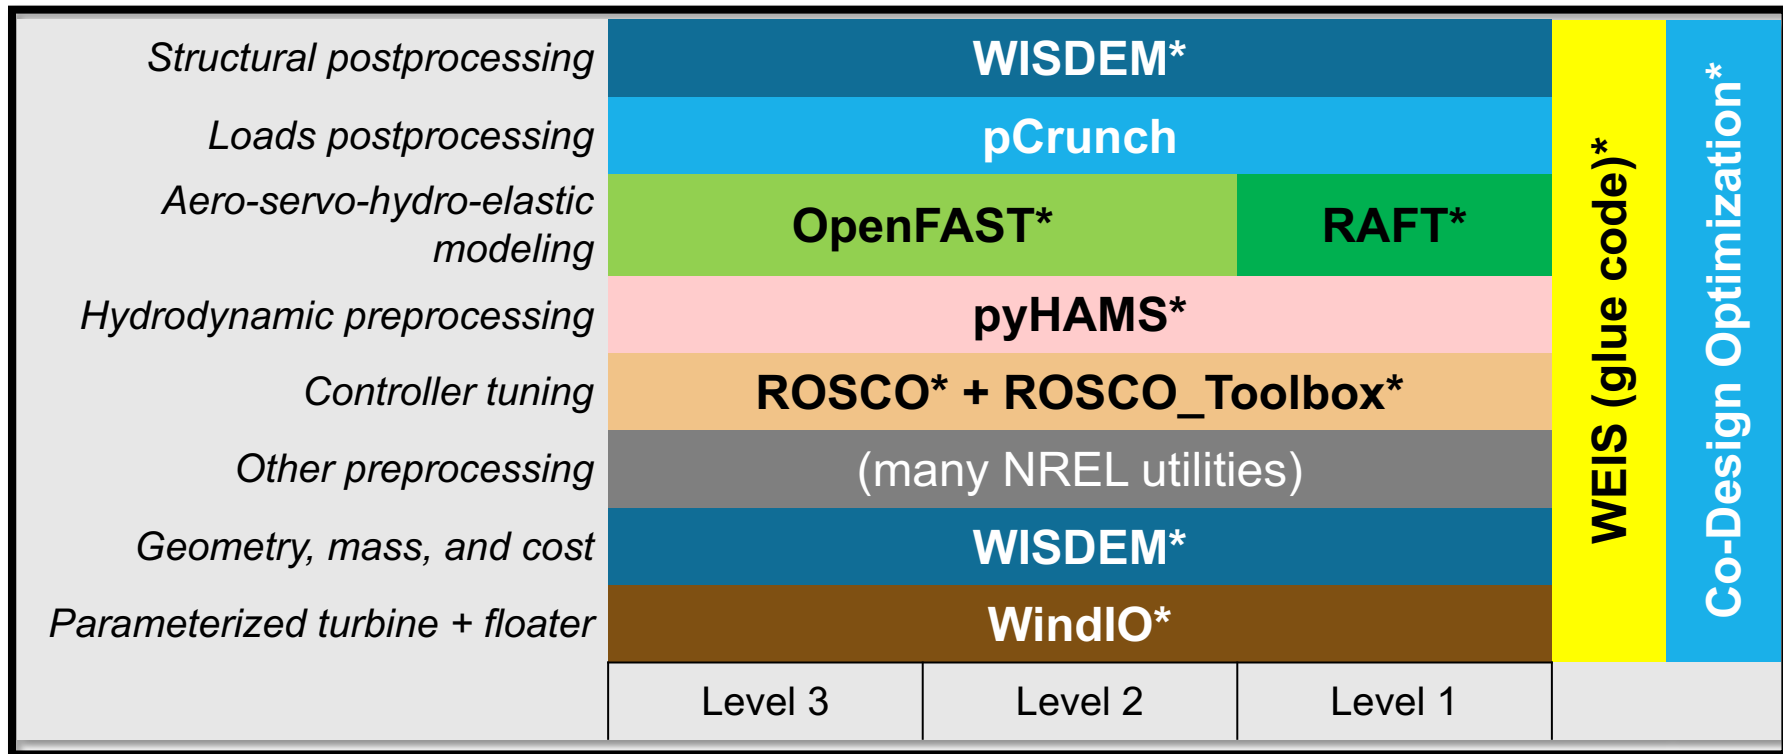 Structural postprocessing
WISDEM*
Loads postprocessing
pCrunch
Aero-servo-hydro-elastic
modeling
OpenFAST*
RAFT*
Hydrodynamic preprocessing
pyHAMS*
Controller tuning
ROSCO* + ROSCO_Toolbox*
Other preprocessing
(many NREL utilities)
Geometry, mass, and cost
WISDEM*
Parameterized turbine + floater
WindIO*
Level 3
Level 2
Level 1
WEIS (glue code)*
Co-Design Optimization*